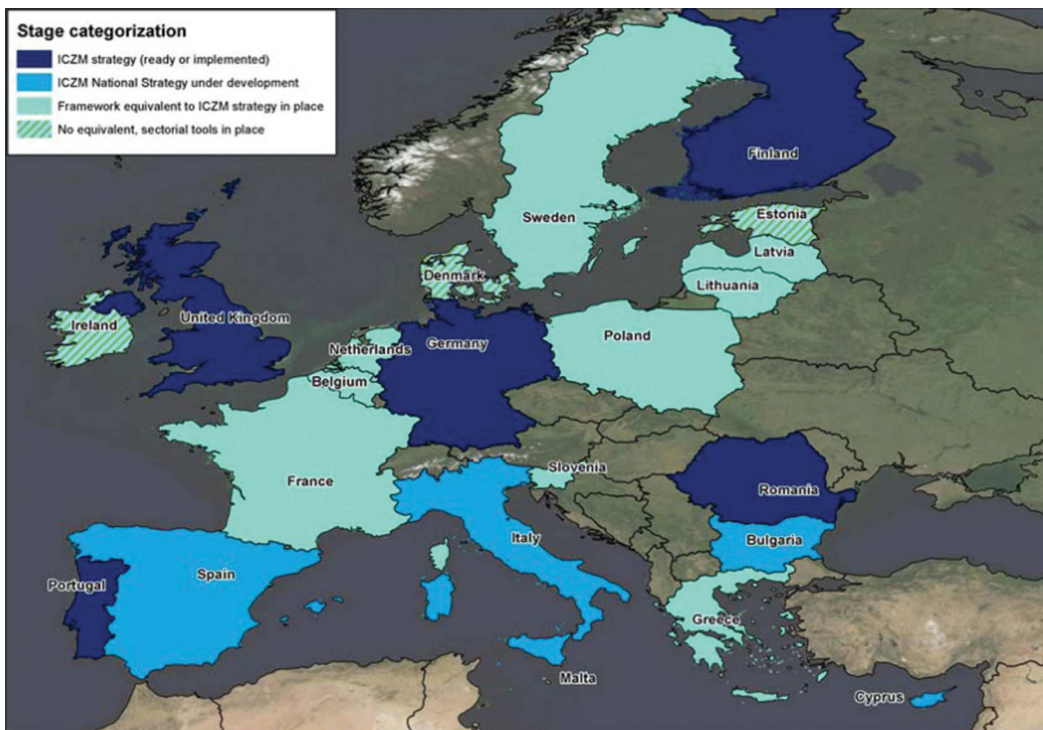 Stage categorization
ICZM strategy (ready or implemented)
ICZM National Strategy under development
Framework equivalent to ICZM strategy in place
No equivalent, sectorial tools in place
Finland
Sweden
Estonia
Latvia
Lithuania
Denmark
Ireland
United Kingdom
Netherlands
Germany
Poland
Belgium
France
Slovenia
Romania
Italy
Bulgaria
Spain
Portugal
Greece
Malta
Cyprus